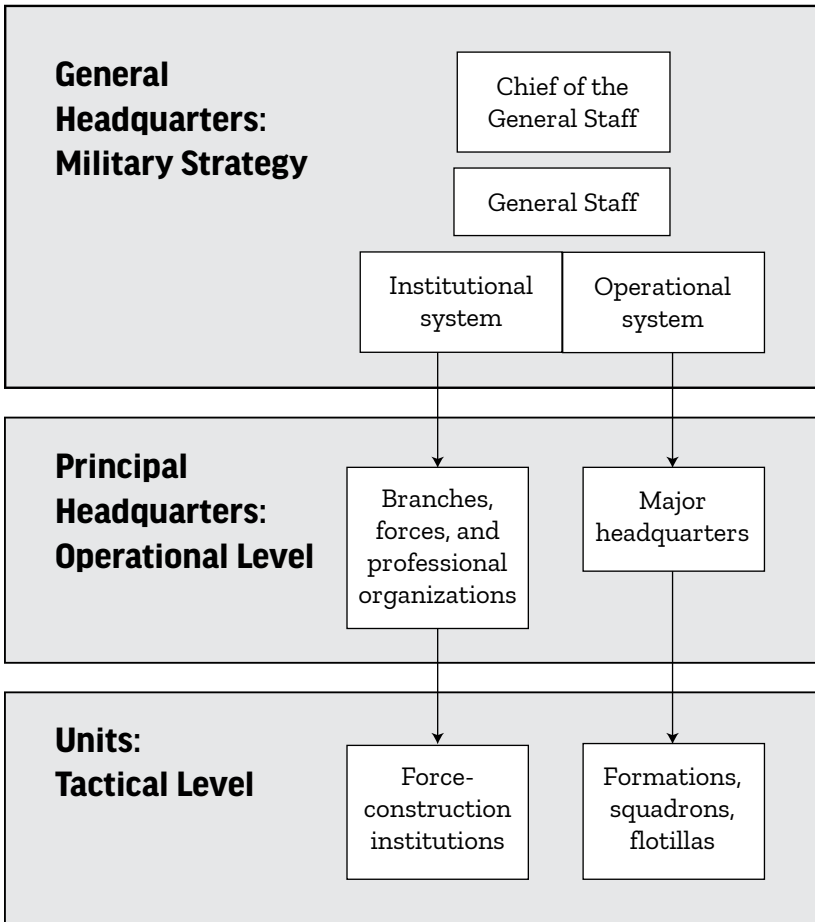 General
Headquarters:
Military Strategy
Chief of the
General Staff
General Staff
Institutional
system
Operational
system
Principal
Headquarters:
Operational Level
Branches,
forces, and
professional
organizations
Major
headquarters
Units:
Tactical Level
Force-
construction
institutions
Formations,
squadrons,
flotillas